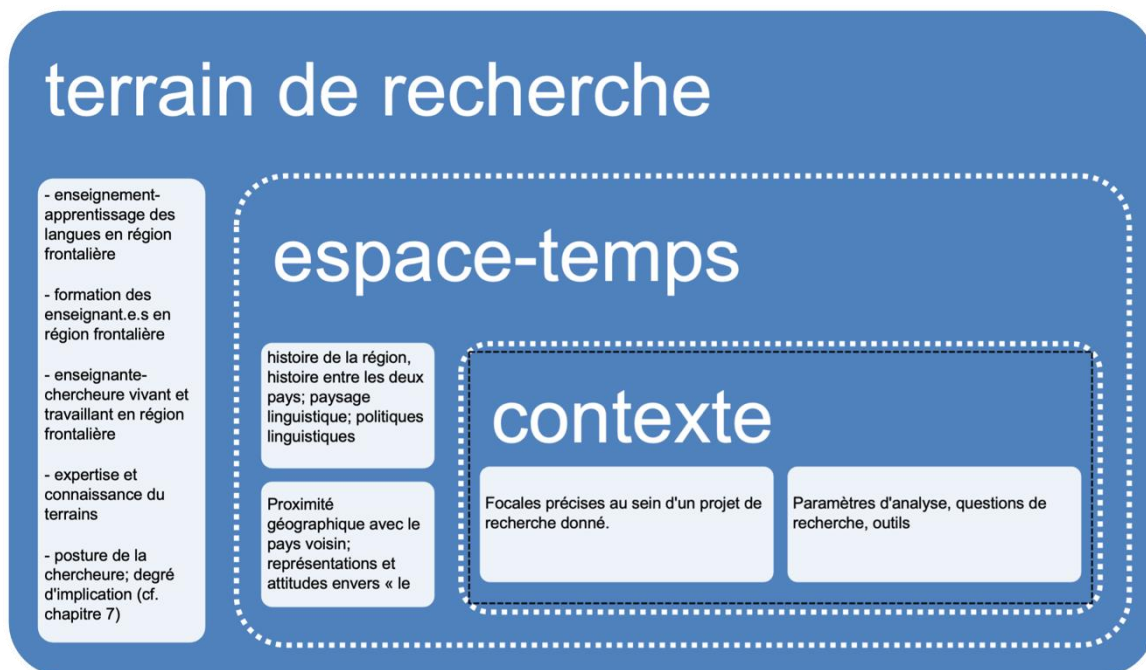 terrain de recherche
- enseignement-
apprentissage des
langues en région
frontalière
- formation des
enseignant.e.s en
région frontalière
- enseignante-
chercheure vivant et
travaillant en région
frontalière
- expertise et
connaissance du
terrains
- posture de la
chercheure; degré
d'implication (cf.
chapitre 7)
espace-temps
histoire de la région,
histoire entre les deux
pays; paysage
linguistique; politiques
linguistiques
Proximité
géographique avec le
pays voisin;
représentations et
attitudes envers « le
contexte
Focales précises au sein d'un projet de
recherche donné.
Paramètres d'analyse, questions de
recherche, outils